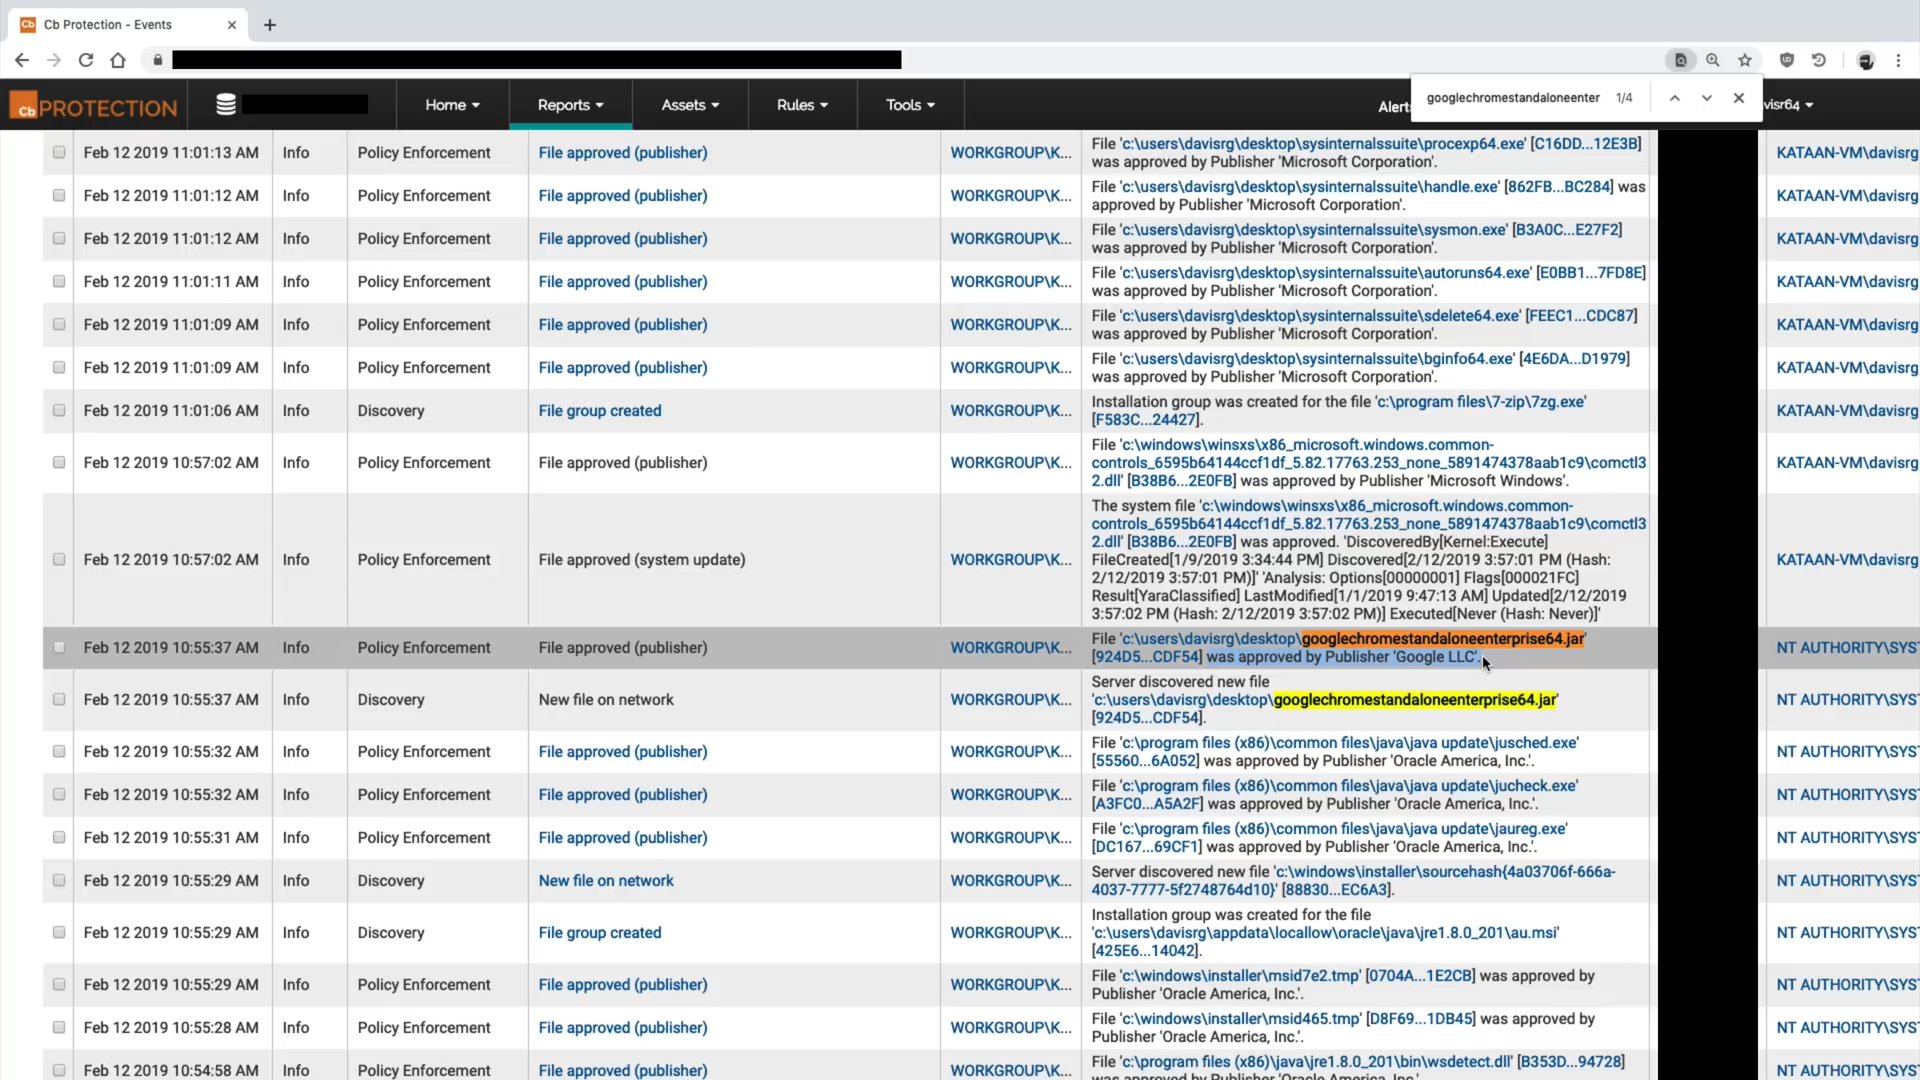 Cb Protection - Events
googlechromestandaloneenter 1/4
Cb PROTECTION Home Reports Assets Rules Tools Alert visr64
Feb 12 2019 11:01:13 AM Info Policy Enforcement File approved (publisher) WORKGROUP\K... File 'c:\users\davisrg\desktop\sysinternalssuite\procexp64.exe' [C16DD...12E3B] KATAAN-VM\davisrg
was approved by Publisher 'Microsoft Corporation'.
Feb 12 2019 11:01:12 AM Info Policy Enforcement File approved (publisher) WORKGROUP\K... File 'c:\users\davisrg\desktop\sysinternalssuite\handle.exe' [862FB...BC284] was KATAAN-VM\davisrg
approved by Publisher 'Microsoft Corporation'.
Feb 12 2019 11:01:12 AM Info Policy Enforcement File approved (publisher) WORKGROUP\K... File 'c:\users\davisrg\desktop\sysinternalssuite\sysmon.exe' [B3A0C...E27F2] KATAAN-VM\davisrg
was approved by Publisher 'Microsoft Corporation'.
Feb 12 2019 11:01:11 AM Info Policy Enforcement File approved (publisher) WORKGROUP\K... File 'c:\users\davisrg\desktop\sysinternalssuite\autoruns64.exe' [E0BB1...7FD8E] KATAAN-VM\davisrg
was approved by Publisher 'Microsoft Corporation'.
Feb 12 2019 11:01:09 AM Info Policy Enforcement File approved (publisher) WORKGROUP\K... File 'c:\users\davisrg\desktop\sysinternalssuite\sdelete64.exe' [FEEC1...CDC87] KATAAN-VM\davisrg
was approved by Publisher 'Microsoft Corporation'.
Feb 12 2019 11:01:09 AM Info Policy Enforcement File approved (publisher) WORKGROUP\K... File 'c:\users\davisrg\desktop\sysinternalssuite\bginfo64.exe' [4E6DA...D1979] KATAAN-VM\davisrg
was approved by Publisher 'Microsoft Corporation'.
Feb 12 2019 11:01:06 AM Info Discovery File group created WORKGROUP\K... Installation group was created for the file 'c:\program files\7-zip\7zg.exe' KATAAN-VM\davisrg
[F583C...24427].
Feb 12 2019 10:57:02 AM Info Policy Enforcement File approved (publisher) WORKGROUP\K... File 'c:\windows\winsxs\x86_microsoft.windows.common- KATAAN-VM\davisrg
controls_6595b64144ccf1df_5.82.17763.253_none_5891474378aab1c9\comctl3
2.dll' [B38B6...2E0FB] was approved by Publisher 'Microsoft Windows'.
Feb 12 2019 10:57:02 AM Info Policy Enforcement File approved (system update) WORKGROUP\K... The system file 'c:\windows\winsxs\x86_microsoft.windows.common- KATAAN-VM\davisrg
controls_6595b64144ccf1df_5.82.17763.253_none_5891474378aab1c9\comctl3
2.dll' [B38B6...2E0FB] was approved. 'DiscoveredBy[Kernel:Execute]
FileCreated[1/9/2019 3:34:44 PM] Discovered[2/12/2019 3:57:01 PM (Hash:
2/12/2019 3:57:01 PM)]' 'Analysis: Options[00000001] Flags[000021FC]
Result[YaraClassified] LastModified[1/1/2019 9:47:13 AM] Updated[2/12/2019
3:57:02 PM (Hash: 2/12/2019 3:57:02 PM)] Executed[Never (Hash: Never)]'
Feb 12 2019 10:55:37 AM Info Policy Enforcement File approved (publisher) WORKGROUP\K... File 'c:\users\davisrg\desktop\googlechromestandaloneenterprise64.jar' NT AUTHORITY\SYS
[924D5...CDF54] was approved by Publisher 'Google LLC'.
Feb 12 2019 10:55:37 AM Info Discovery New file on network WORKGROUP\K... Server discovered new file NT AUTHORITY\SYS
'c:\users\davisrg\desktop\googlechromestandaloneenterprise64.jar'
[924D5...CDF54].
Feb 12 2019 10:55:32 AM Info Policy Enforcement File approved (publisher) WORKGROUP\K... File 'c:\program files (x86)\common files\java\java update\jusched.exe' NT AUTHORITY\SYS
[55560...6A052] was approved by Publisher 'Oracle America, Inc.'.
Feb 12 2019 10:55:32 AM Info Policy Enforcement File approved (publisher) WORKGROUP\K... File 'c:\program files (x86)\common files\java\java update\jucheck.exe' NT AUTHORITY\SYS
[A3FC0...A5A2F] was approved by Publisher 'Oracle America, Inc.'.
Feb 12 2019 10:55:31 AM Info Policy Enforcement File approved (publisher) WORKGROUP\K... File 'c:\program files (x86)\common files\java\java update\jaureg.exe' NT AUTHORITY\SYS
[DC167...69CF1] was approved by Publisher 'Oracle America, Inc.'.
Feb 12 2019 10:55:29 AM Info Discovery New file on network WORKGROUP\K... Server discovered new file 'c:\windows\installer\sourcehash{4a03706f-666a- NT AUTHORITY\SYS
4037-7777-5f2748764d10}' [88830...EC6A3].
Feb 12 2019 10:55:29 AM Info Discovery File group created WORKGROUP\K... Installation group was created for the file NT AUTHORITY\SYS
'c:\users\davisrg\appdata\locallow\oracle\java\jre1.8.0_201\au.msi'
[425E6...14042].
Feb 12 2019 10:55:29 AM Info Policy Enforcement File approved (publisher) WORKGROUP\K... File 'c:\windows\installer\msid7e2.tmp' [0704A...1E2CB] was approved by NT AUTHORITY\SYS
Publisher 'Oracle America, Inc.'.
Feb 12 2019 10:55:28 AM Info Policy Enforcement File approved (publisher) WORKGROUP\K... File 'c:\windows\installer\msid465.tmp' [D8F69...1DB45] was approved by NT AUTHORITY\SYS
Publisher 'Oracle America, Inc.'.
Feb 12 2019 10:54:58 AM Info Policy Enforcement File approved (publisher) WORKGROUP\K... File 'c:\program files (x86)\java\jre1.8.0_201\bin\wsdetect.dll' [B353D...94728] NT AUTHORITY\SYS
was approved by Publisher 'Oracle America, Inc.'.